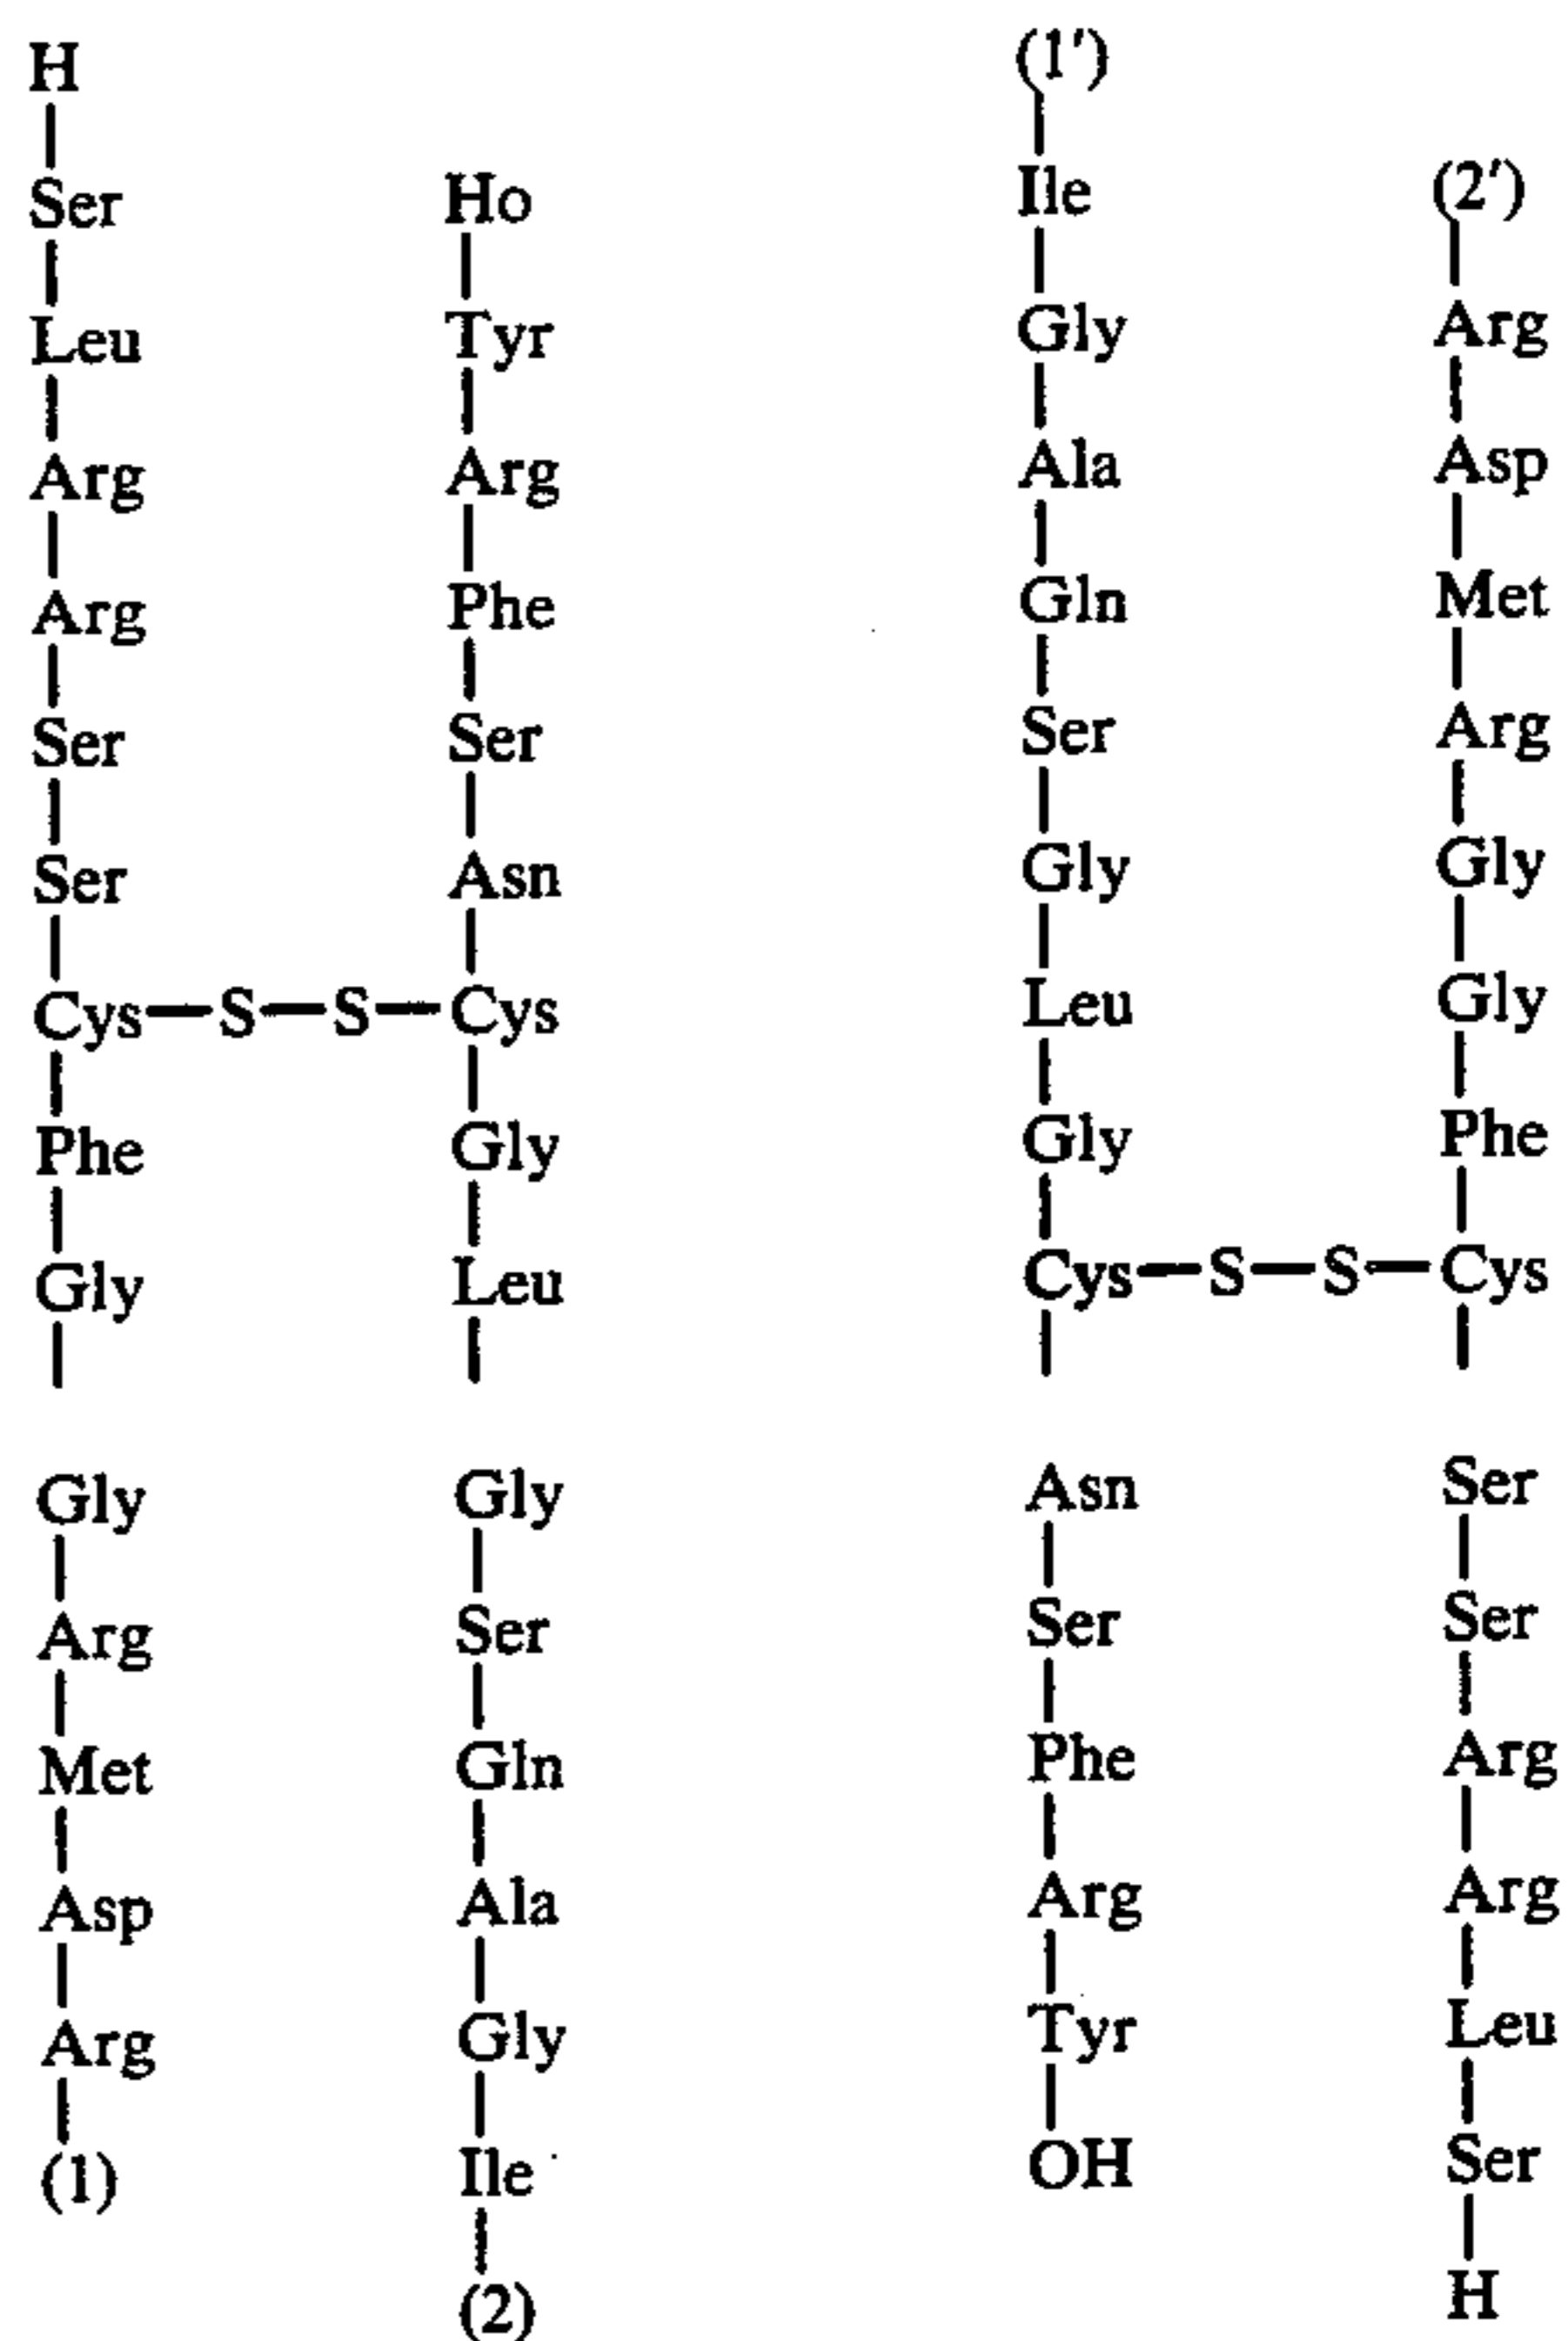 H
Ser
Leu
Arg
Arg
Ser
Ser
Cys—S—S—Cys
Phe
Gly
Gly
Arg
Met
Asp
Arg
(1)
Ho
Tyr
Arg
Phe
Ser
Asn
Gly
Leu
Gly
Ser
Gln
Ala
Gly
Ile
(2)
(1')
Ile
Gly
Ala
Gln
Ser
Gly
Leu
Gly
Cys—S—S—Cys
Asn
Ser
Phe
Arg
Tyr
OH
(2')
Arg
Asp
Met
Arg
Gly
Gly
Phe
Ser
Ser
Arg
Arg
Leu
Ser
H